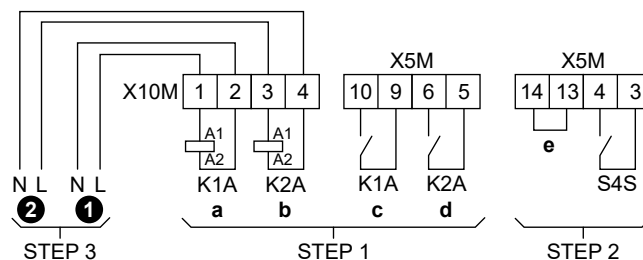 X5M X5M
X10M 1 2 3 4 10 9 6 5 14 13 4 3
A1 A1
A2 A2
e
N L N L K1A K2A K1A K2A S4S
2 1 a b c d
STEP 3 STEP 1 STEP 2